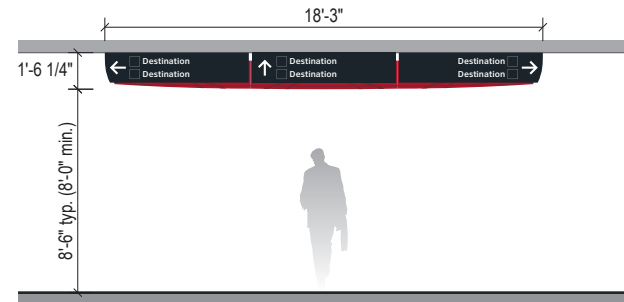 18'-3"
1'-6 1/4"
← Destination
Destination
↑ Destination
Destination
Destination →
Destination
8'-6" typ. (8'-0" min.)